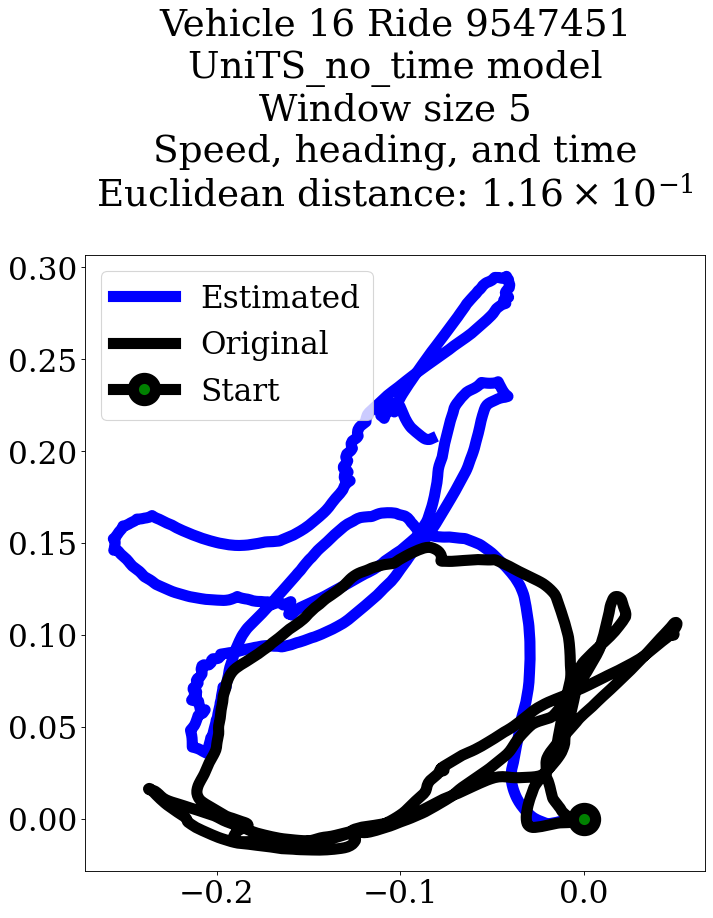 Vehicle 16 Ride 9547451
UniTS_no_time model
Window size 5
Speed, heading, and time
Euclidean distance: 1.16 × 10⁻¹
0.30
0.25
0.20
0.15
0.10
0.05
0.00
Estimated
Original
Start
−0.2
−0.1
0.0